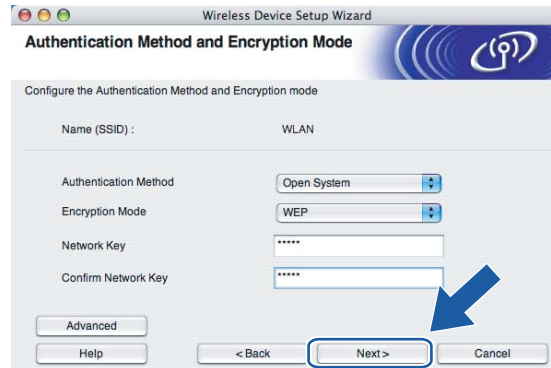 Wireless Device Setup Wizard
Authentication Method and Encryption Mode
Configure the Authentication Method and Encryption mode
Name (SSID) : WLAN
Authentication Method Open System
Encryption Mode WEP
Network Key *****
Confirm Network Key *****
Advanced
Help < Back Next > Cancel